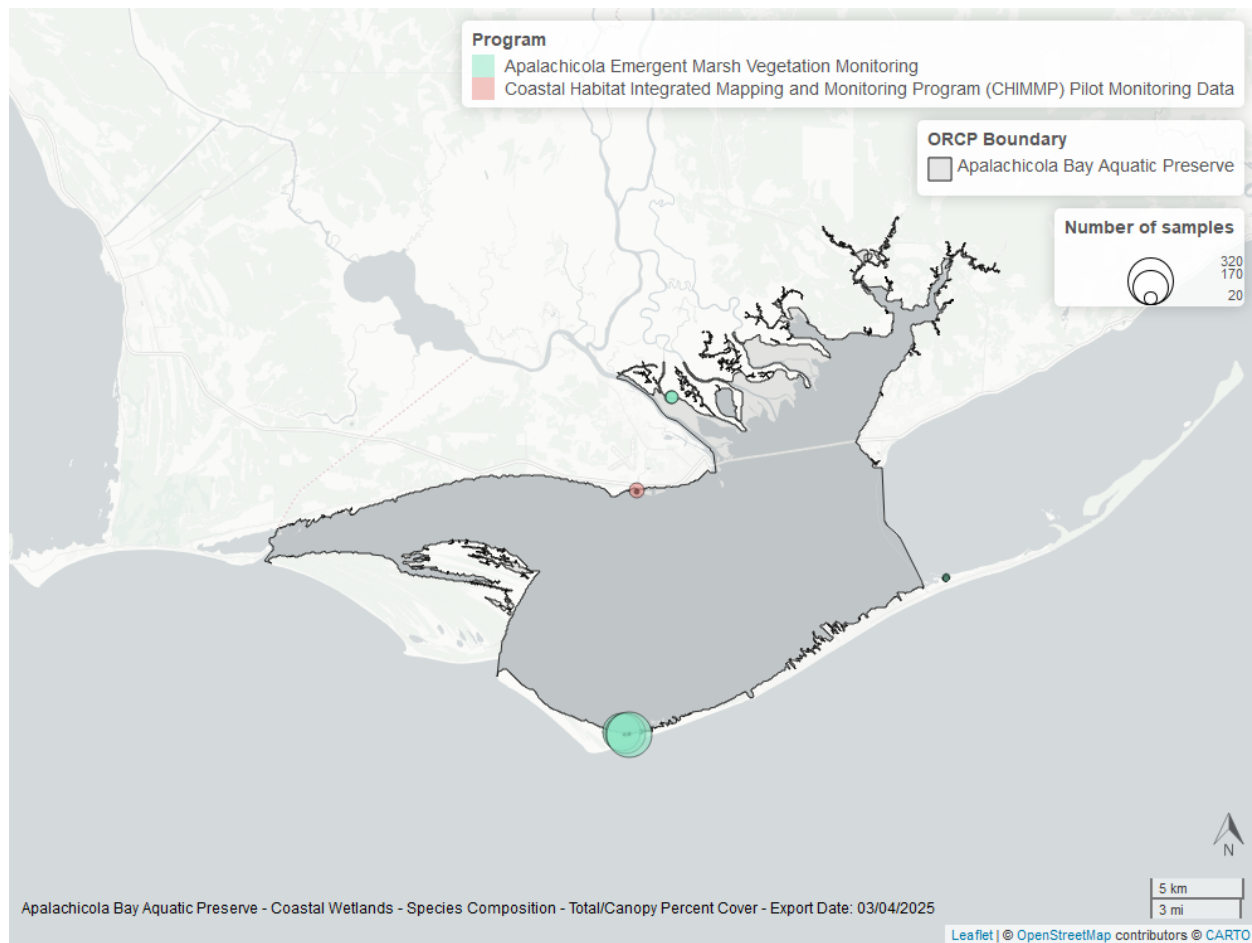 Program
Apalachicola Emergent Marsh Vegetation Monitoring
Coastal Habitat Integrated Mapping and Monitoring Program (CHIMMP) Pilot Monitoring Data
ORCP Boundary
Apalachicola Bay Aquatic Preserve
Number of samples
320
170
20
N
5 km
3 mi
Apalachicola Bay Aquatic Preserve - Coastal Wetlands - Species Composition - Total/Canopy Percent Cover - Export Date: 03/04/2025
Leaflet | © OpenStreetMap contributors © CARTO